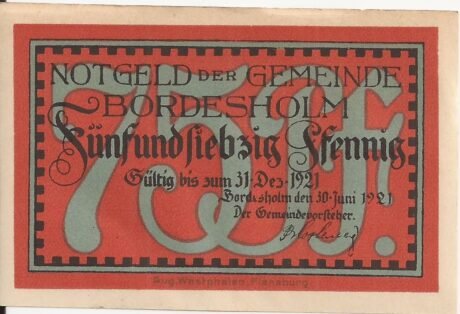 NOTGELD DER GEMEINDE
BORDESHOLM
75 Pf.
Fünfundsiebzig Pfennig
Gültig bis zum 31. Dez. 1921
Bordesholm den 30. Juni 1921
Der Gemeindevorsteher.
Aug. Westphalen, Flensburg